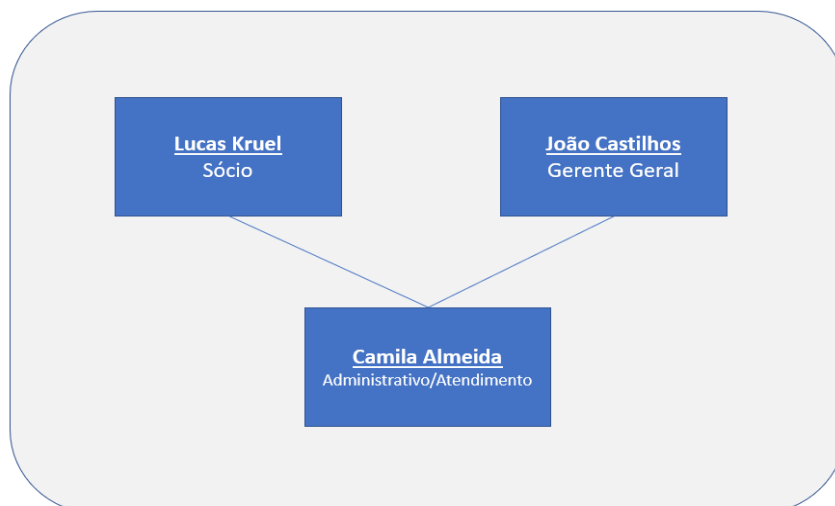 Lucas Kruel
Sócio
João Castilhos
Gerente Geral
Camila Almeida
Administrativo/Atendimento